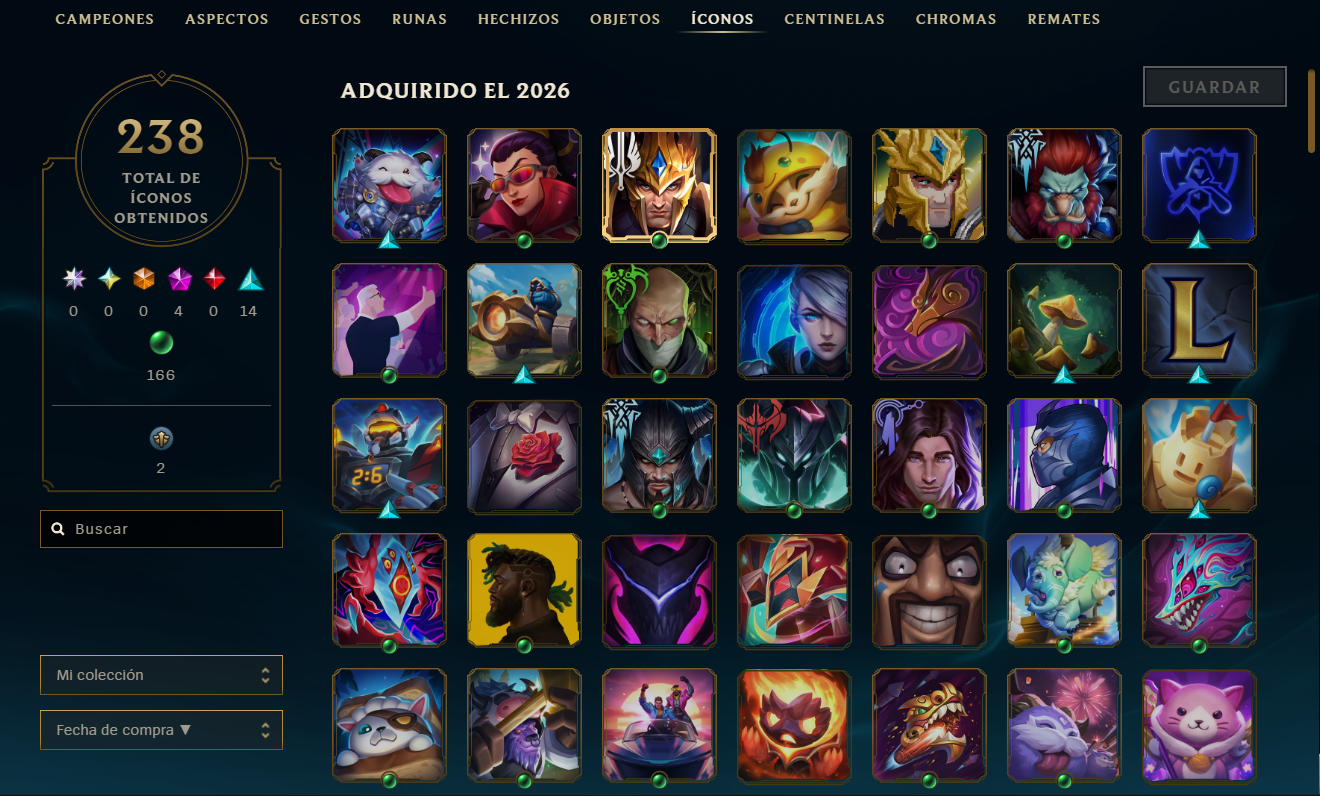 CAMPEONES
ASPECTOS
GESTOS
RUNAS
HECHIZOS
OBJETOS
ÍCONOS
CENTINELAS
CHROMAS
REMATES
238
TOTAL DE
ÍCONOS
OBTENIDOS
0 0 0 4 0 14
166
2
Buscar
Mi colección
Fecha de compra ▼
ADQUIRIDO EL 2026
GUARDAR
L
2:6